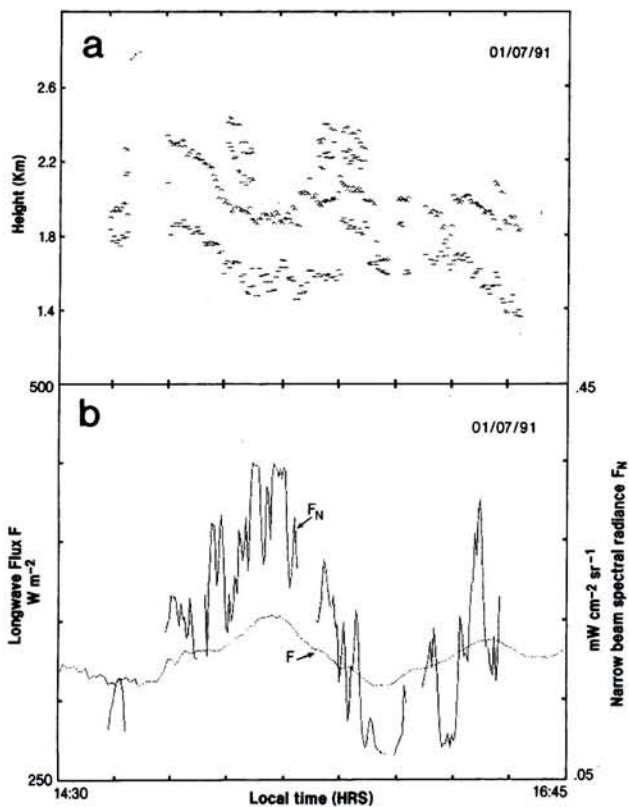 a
01/07/91
2.6
2.2
1.8
1.4
Height (Km)
500
.45
b
01/07/91
F_N
F
Longwave Flux F
W m⁻²
mW cm⁻² sr⁻¹
Narrow beam spectral radiance F_N
250
.05
14:30
Local time (HRS)
16:45